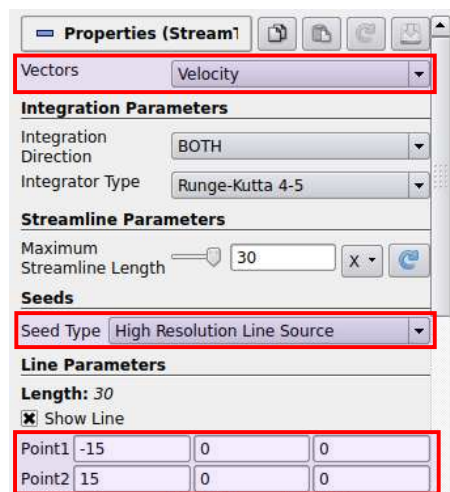 Properties (StreamT
Vectors Velocity
Integration Parameters
Integration Direction BOTH
Integrator Type Runge-Kutta 4-5
Streamline Parameters
Maximum Streamline Length 30 X
Seeds
Seed Type High Resolution Line Source
Line Parameters
Length: 30
Show Line
Point1 -15 0 0
Point2 15 0 0